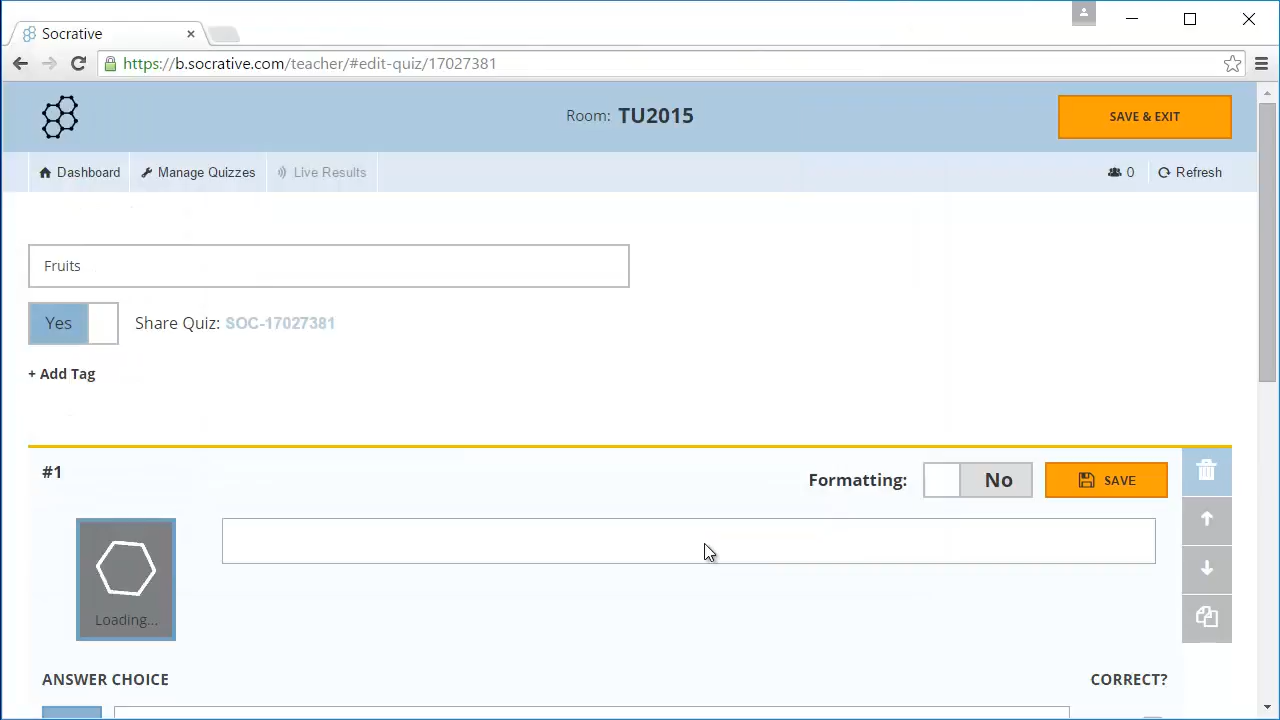 Socrative
https://b.socrative.com/teacher/#edit-quiz/17027381
Room: TU2015
SAVE & EXIT
Dashboard
Manage Quizzes
Live Results
0
Refresh
Fruits
Yes
Share Quiz: SOC-17027381
+ Add Tag
#1
Formatting:
No
SAVE
Loading...
ANSWER CHOICE
CORRECT?